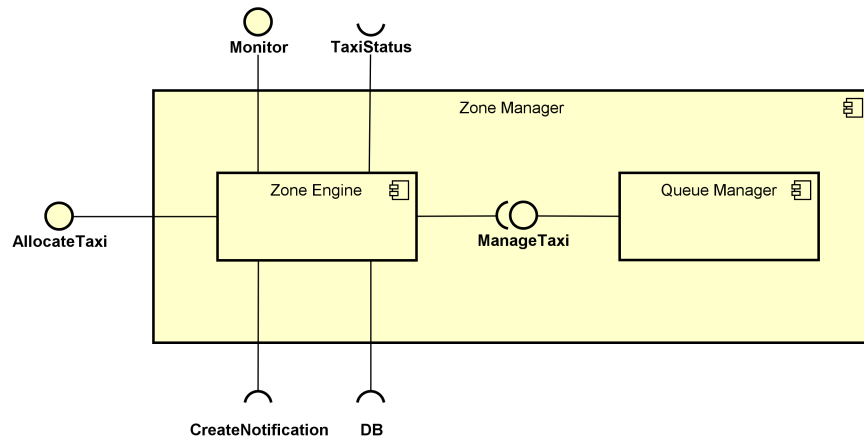 Monitor
TaxiStatus
Zone Manager
Zone Engine
Queue Manager
AllocateTaxi
ManageTaxi
CreateNotification
DB